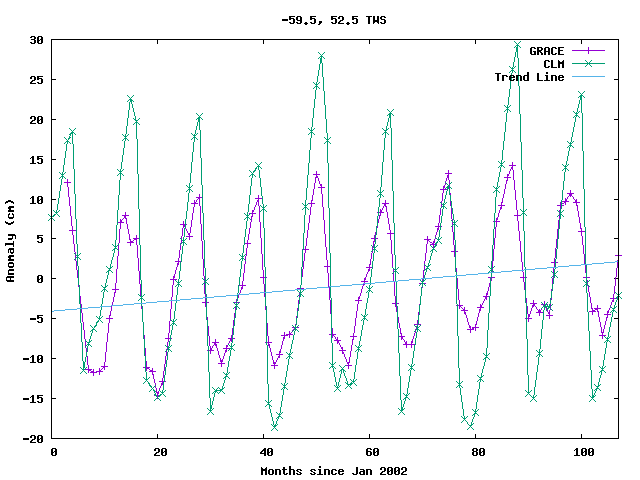 -59.5, 52.5 TWS
GRACE
CLM
Trend Line
Anomaly (cm)
30
25
20
15
10
5
0
-5
-10
-15
-20
0 20 40 60 80 100
Months since Jan 2002